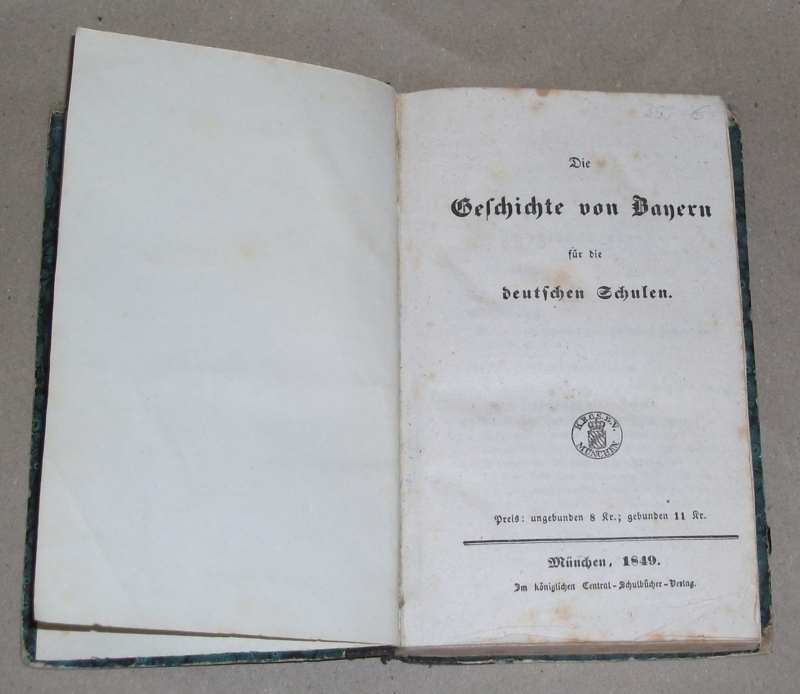 Die
Geschichte von Bayern
für die
deutschen Schulen.
K.B.C.S.B.V.
MÜNCHEN
Preis: ungebunden 8 Kr.; gebunden 11 Kr.
München, 1849.
Im königlichen Central-Schulbücher-Verlag.